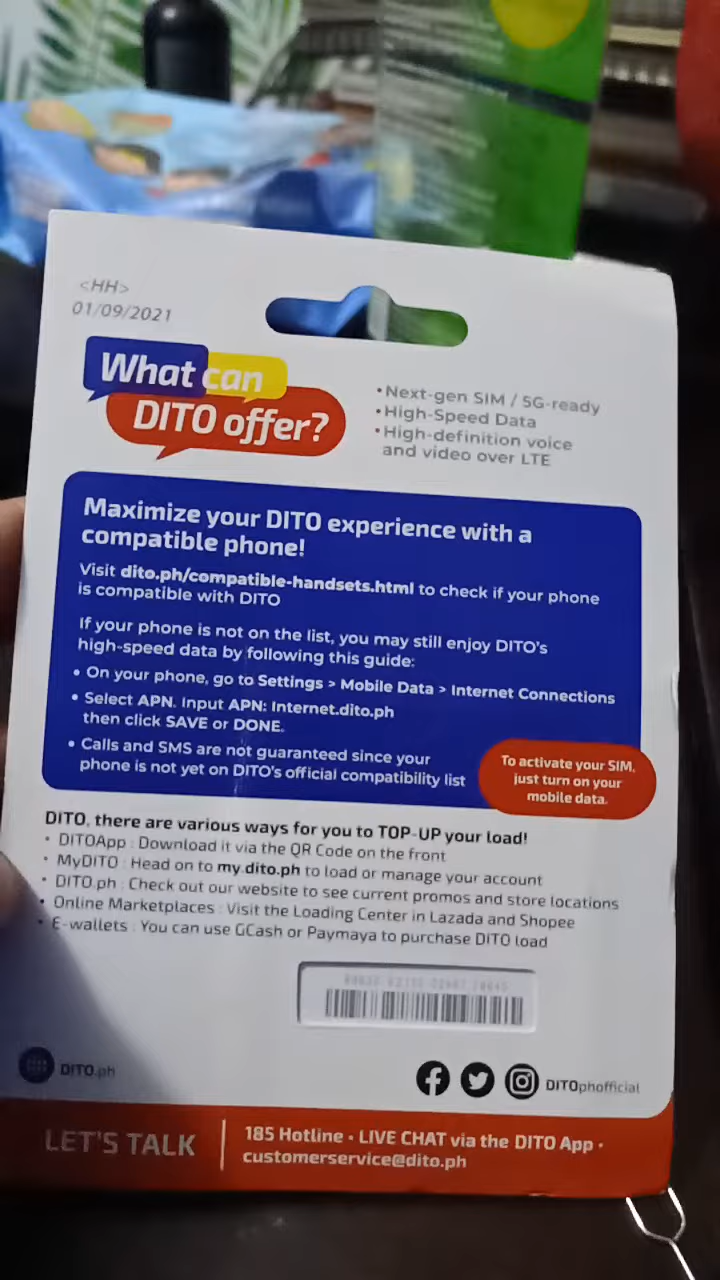 <HH>
01/09/2021
What can
DITO offer?
•Next-gen SIM / 5G-ready
•High-Speed Data
•High-definition voice
and video over LTE
Maximize your DITO experience with a
compatible phone!
Visit dito.ph/compatible-handsets.html to check if your phone
is compatible with DITO
If your phone is not on the list, you may still enjoy DITO's
high-speed data by following this guide:
• On your phone, go to Settings > Mobile Data > Internet Connections
• Select APN. Input APN: Internet.dito.ph
then click SAVE or DONE.
• Calls and SMS are not guaranteed since your
phone is not yet on DITO's official compatibility list
To activate your SIM,
just turn on your
mobile data.
DITO, there are various ways for you to TOP-UP your load!
• DITOApp : Download it via the QR Code on the front
• MyDITO : Head on to my.dito.ph to load or manage your account
• DITO.ph : Check out our website to see current promos and store locations
• Online Marketplaces : Visit the Loading Center in Lazada and Shopee
• E-wallets : You can use GCash or Paymaya to purchase DITO load
DITO.ph
DITOphofficial
LET'S TALK
185 Hotline • LIVE CHAT via the DITO App •
customerservice@dito.ph